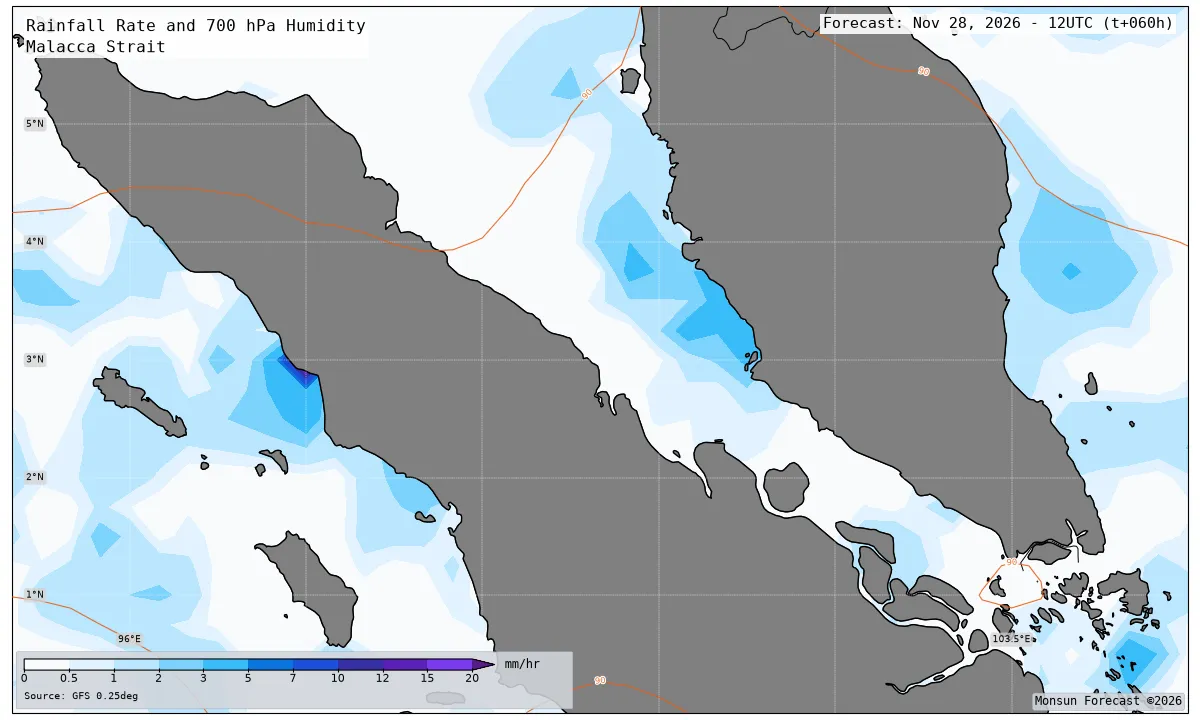 Rainfall Rate and 700 hPa Humidity
Malacca Strait
Forecast: Nov 28, 2026 - 12UTC (t+060h)
90
90
5°N
4°N
3°N
2°N
90
1°N
96°E
103.5°E
mm/hr
0 0.5 1 2 3 5 7 10 12 15 20
90
Source: GFS 0.25deg
Monsun Forecast ©2026